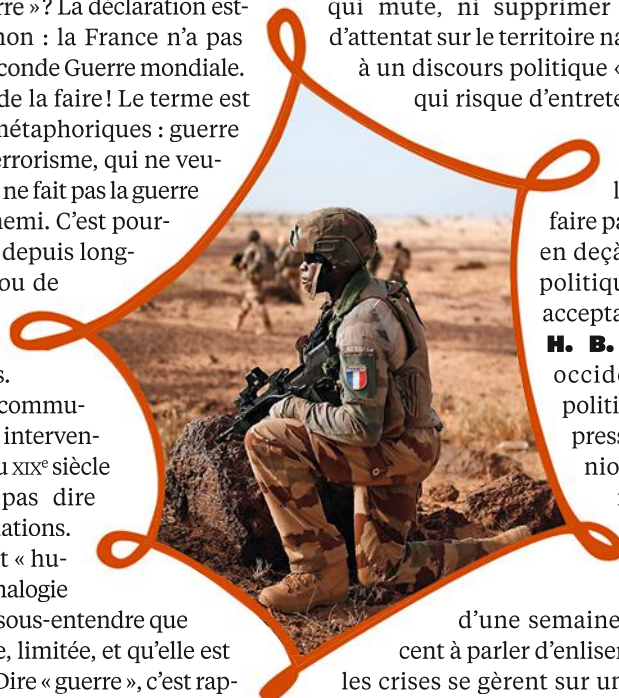 rre » ? La déclaration est-
non : la France n’a pas
conde Guerre mondiale.
de la faire ! Le terme est
métaphoriques : guerre
errorisme, qui ne veu-
ne fait pas la guerre
nemi. C’est pour-
depuis long-
ou de
s.
commu-
interven-
u XIXᵉ siècle
pas dire
ations.
t « hu-
nalogie
sous-entendre que
e, limitée, et qu’elle est
Dire « guerre », c’est rap-
qui mute, ni supprimer
d’attentat sur le territoire na
à un discours politique «
qui risque d’entrete
l
faire pa
en deçà
politiqu
accepta
H. B.
occide
politi
press
nio
d’une semaine
cent à parler d’enliser
les crises se gèrent sur un